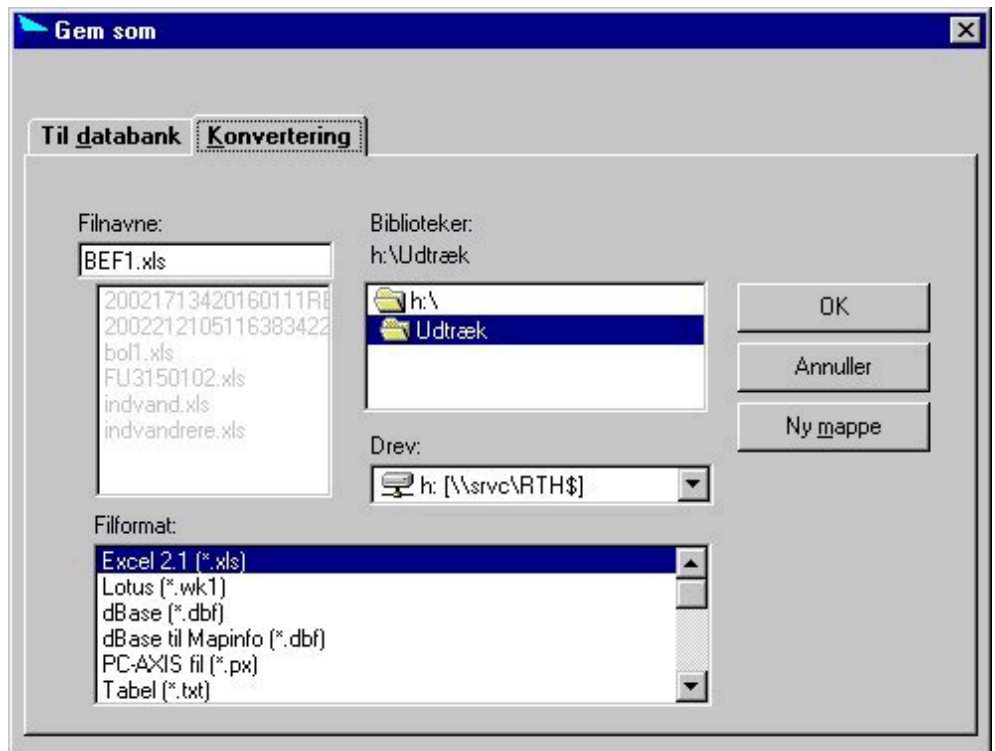 Gem som
Til databank
Konvertering
Filnavne:
BEF1.xls
20021713420160111RE
2002212105116383422
bol1.xls
FU3150102.xls
indvand.xls
indvandrere.xls
Biblioteker:
h:\Udtræk
h:\
Udtræk
Drev:
h: [\\srvc\RTH$]
OK
Annuller
Ny mappe
Filformat:
Excel 2.1 (*.xls)
Lotus (*.wk1)
dBase (*.dbf)
dBase til Mapinfo (*.dbf)
PC-AXIS fil (*.px)
Tabel (*.txt)